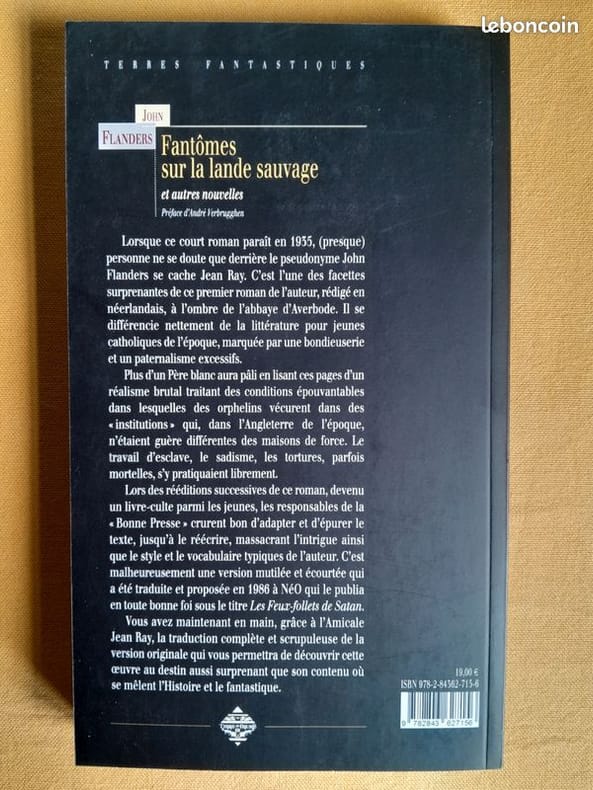 leboncoin
TERRES FANTASTIQUES
JOHN
FLANDERS
Fantômes
sur la lande sauvage
et autres nouvelles
Préface d'André Verbrugghen
Lorsque ce court roman paraît en 1935, (presque)
personne ne se doute que derrière le pseudonyme John
Flanders se cache Jean Ray. C'est l'une des facettes
surprenantes de ce premier roman de l'auteur, rédigé en
néerlandais, à l'ombre de l'abbaye d'Averbode. Il se
différencie nettement de la littérature pour jeunes
catholiques de l'époque, marquée par une bondieuserie
et un paternalisme excessifs.
Plus d'un Père blanc aura pâli en lisant ces pages d'un
réalisme brutal traitant des conditions épouvantables
dans lesquelles des orphelins vécurent dans des
« institutions » qui, dans l'Angleterre de l'époque,
n'étaient guère différentes des maisons de force. Le
travail d'esclave, le sadisme, les tortures, parfois
mortelles, s'y pratiquaient librement.
Lors des rééditions successives de ce roman, devenu
un livre-culte parmi les jeunes, les responsables de la
« Bonne Presse » crurent bon d'adapter et d'épurer le
texte, jusqu'à le réécrire, massacrant l'intrigue ainsi
que le style et le vocabulaire typiques de l'auteur. C'est
malheureusement une version mutilée et écourtée qui
a été traduite et proposée en 1986 à NéO qui le publia
en toute bonne foi sous le titre Les Feux-follets de Satan.
Vous avez maintenant en main, grâce à l'Amicale
Jean Ray, la traduction complète et scrupuleuse de la
version originale qui vous permettra de découvrir cette
œuvre au destin aussi surprenant que son contenu où
se mêlent l'Histoire et le fantastique.
19,00 €
ISBN 978-2-84362-715-6
9 782843 627156